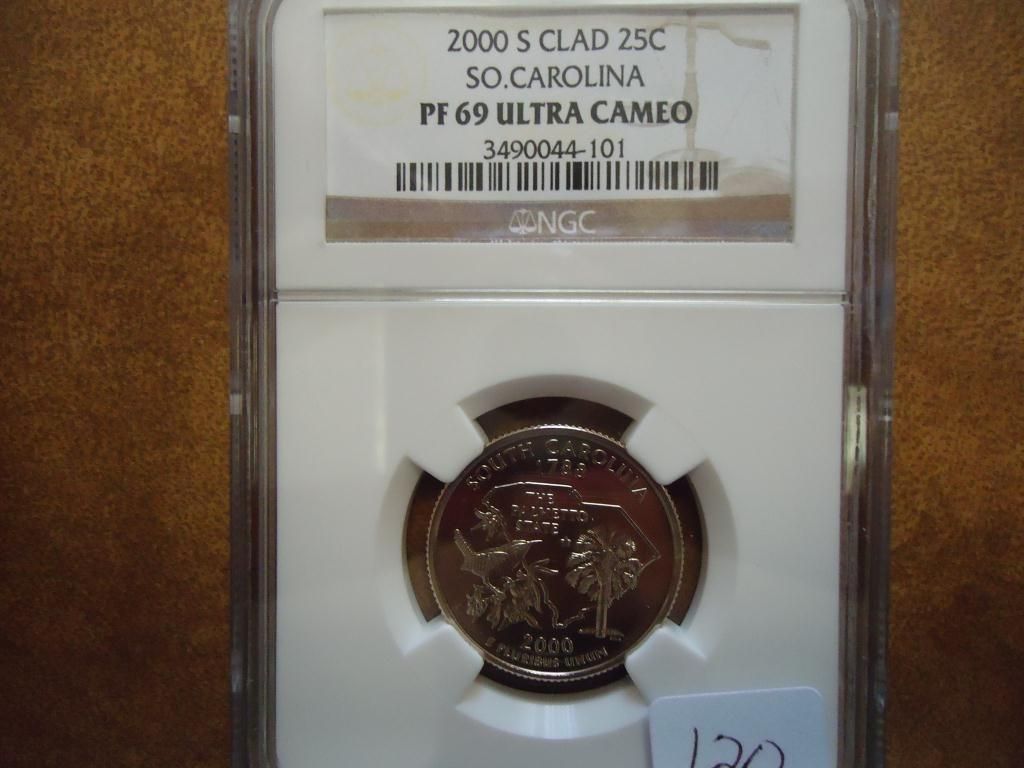 2000 S CLAD 25C
SO.CAROLINA
PF 69 ULTRA CAMEO
3490044-101
NGC
SOUTH CAROLINA
1788
THE
PALMETTO
STATE
2000
E PLURIBUS UNUM
120